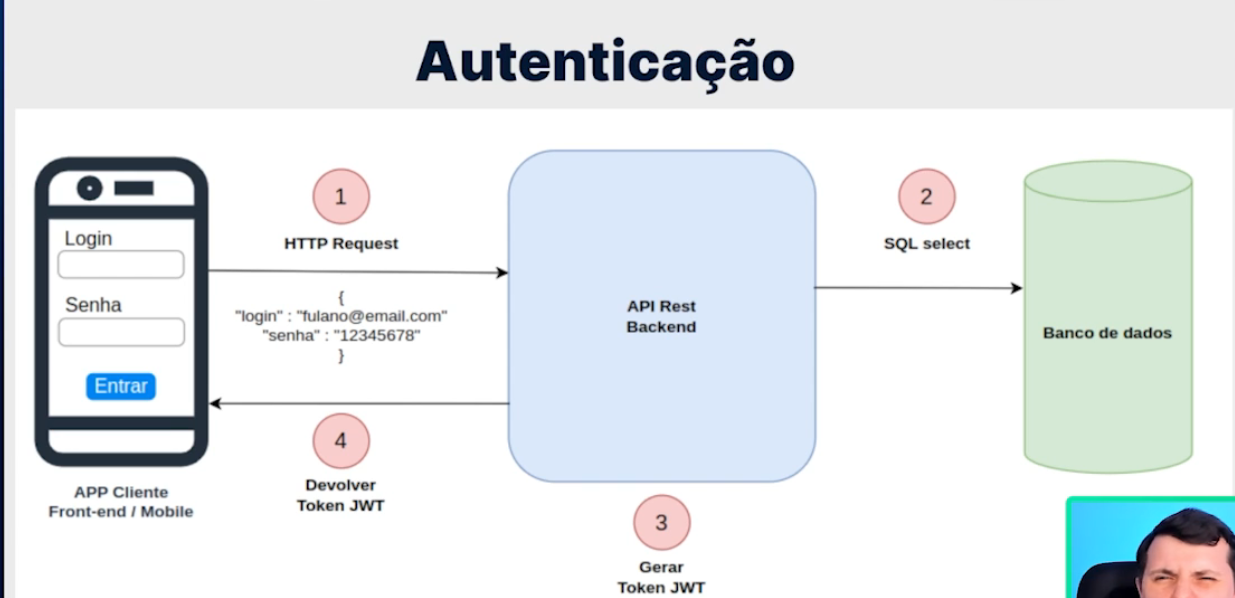 Autenticação
Login
Senha
Entrar
APP Cliente
Front-end / Mobile
1
HTTP Request
{
"login" : "fulano@email.com"
"senha" : "12345678"
}
4
Devolver
Token JWT
API Rest
Backend
3
Gerar
Token JWT
2
SQL select
Banco de dados